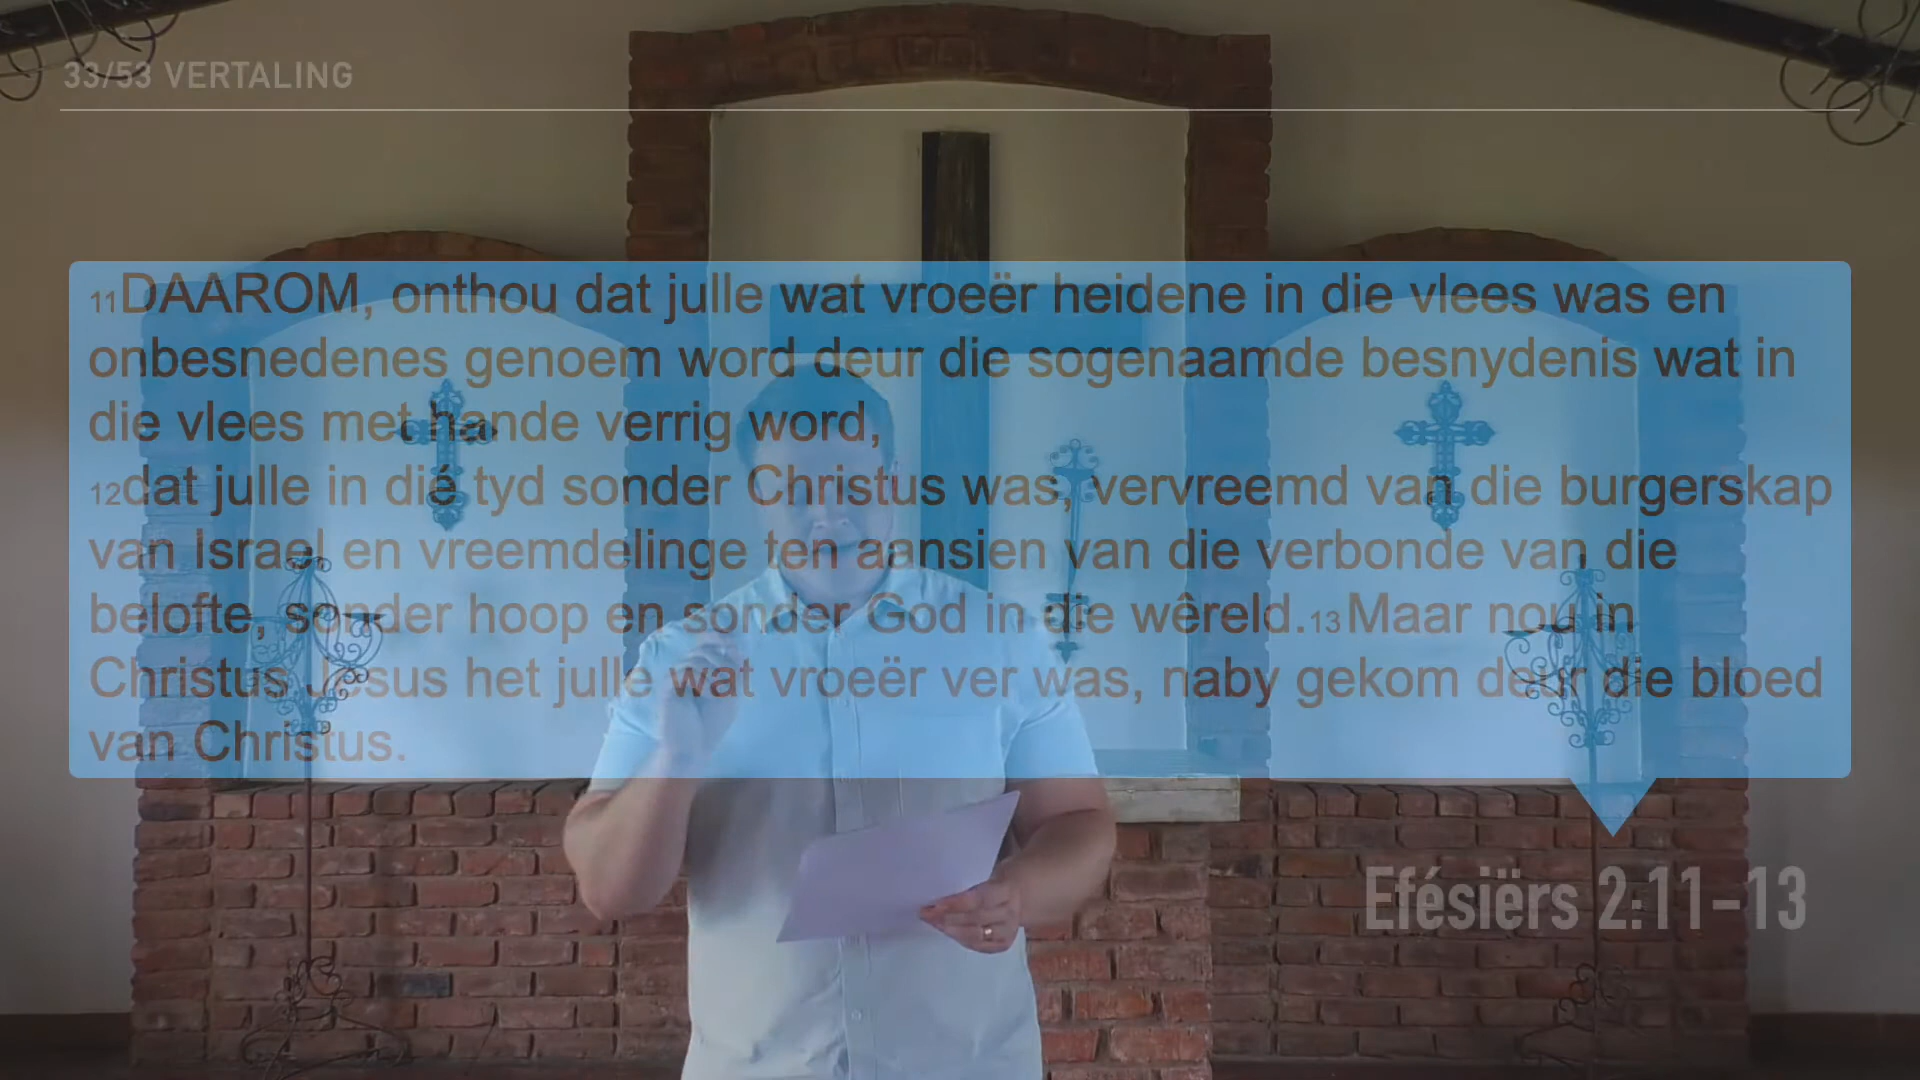 33/53 VERTALING
11DAAROM, onthou dat julle wat vroeër heidene in die vlees was en
onbesnedenes genoem word deur die sogenaamde besnydenis wat in
die vlees met hande verrig word,
12dat julle in dié tyd sonder Christus was, vervreemd van die burgerskap
van Israel en vreemdelinge ten aansien van die verbonde van die
belofte, sonder hoop en sonder God in die wêreld.13Maar nou in
Christus Jesus het julle wat vroeër ver was, naby gekom deur die bloed
van Christus.
Efésiërs 2:11–13